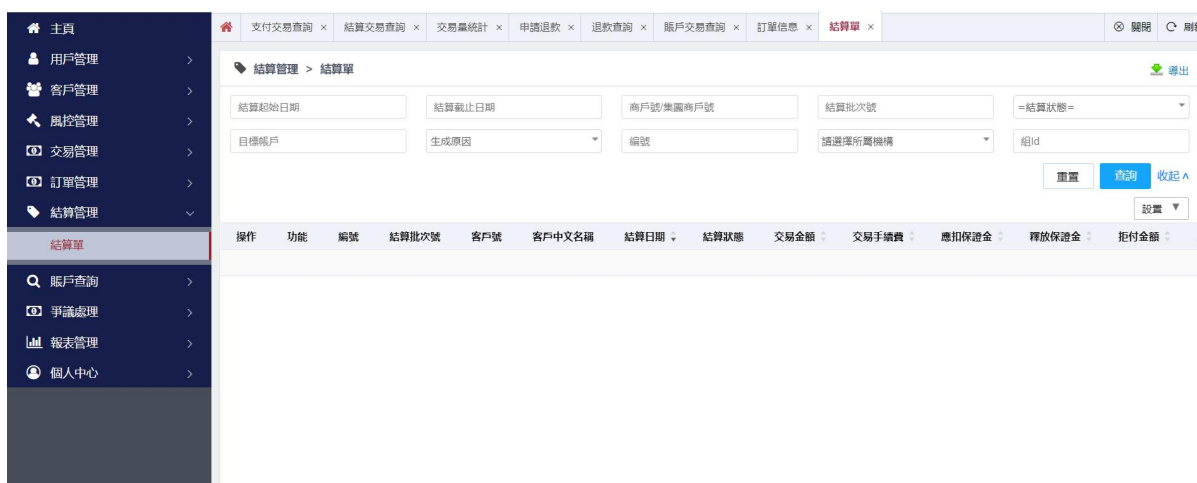 主頁
用戶管理
客戶管理
風控管理
交易管理
訂單管理
結算管理
結算單
賬戶查詢
爭議處理
報表管理
個人中心
支付交易查詢 × 結算交易查詢 × 交易量統計 × 申請退款 × 退款查詢 × 賬戶交易查詢 × 訂單信息 × 結算單 × 關閉
結算管理 > 結算單 導出
結算起始日期 結算截止日期 商戶號/集團商戶號 結算批次號 =結算狀態=
目標帳戶 生成原因 編號 請選擇所屬機構 組Id
重置 查詢 收起
設置
操作 功能 編號 結算批次號 客戶號 客戶中文名稱 結算日期 結算狀態 交易金額 交易手續費 應扣保證金 釋放保證金 拒付金額